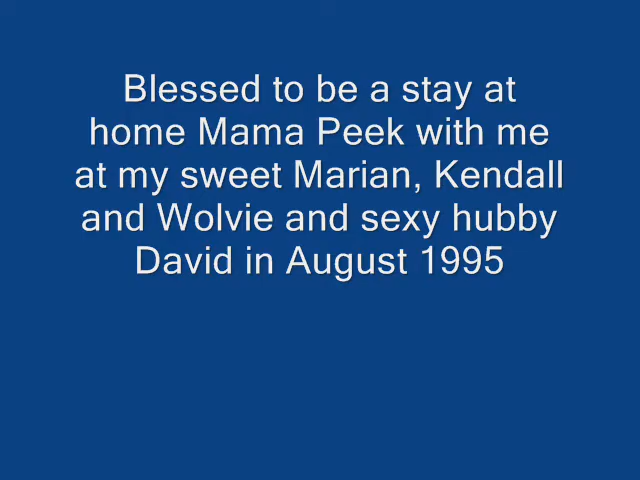 Blessed to be a stay at
home Mama Peek with me
at my sweet Marian, Kendall
and Wolvie and sexy hubby
David in August 1995